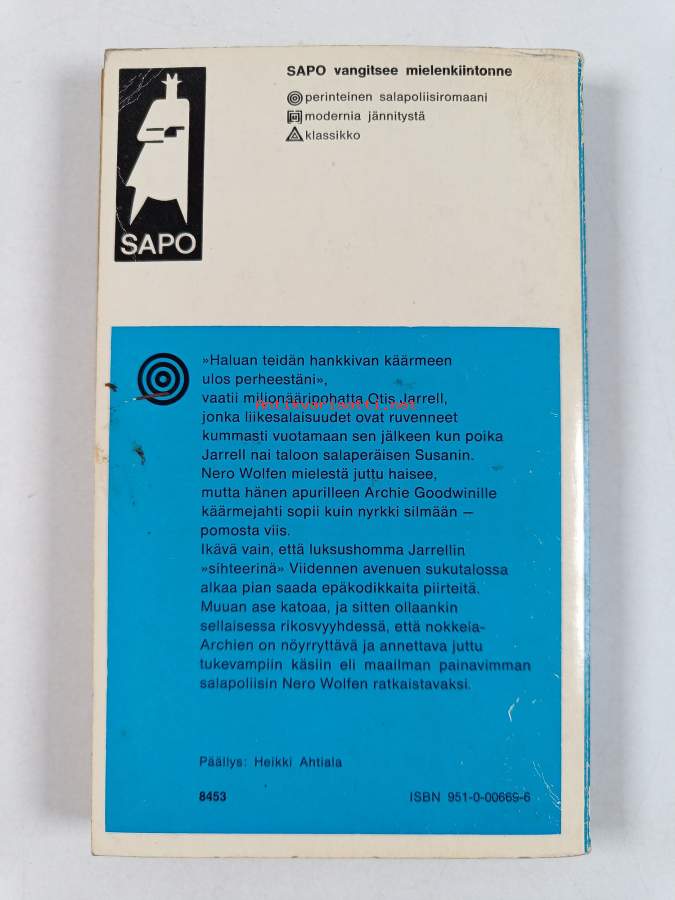 SAPO vangitsee mielenkiintonne
perinteinen salapoliisiromaani
modernia jännitystä
klassikko
SAPO
»Haluan teidän hankkivan käärmeen
ulos perheestäni»,
vaatii miljonääripohatta Otis Jarrell,
Antikvariaatti.net
jonka liikesalaisuudet ovat ruvenneet
kummasti vuotamaan sen jälkeen kun poika
Jarrell nai taloon salaperäisen Susanin.
Nero Wolfen mielestä juttu haisee,
mutta hänen apurilleen Archie Goodwinille
käärmejahti sopii kuin nyrkki silmään —
pomosta viis.
Ikävä vain, että luksushomma Jarrellin
»sihteerinä» Viidennen avenuen sukutalossa
alkaa pian saada epäkodikkaita piirteitä.
Muuan ase katoaa, ja sitten ollaankin
sellaisessa rikosvyyhdessä, että nokkela-
Archien on nöyrryttävä ja annettava juttu
tukevampiin käsiin eli maailman painavimman
salapoliisin Nero Wolfen ratkaistavaksi.
Päällys: Heikki Ahtiala
8453 ISBN 951-0-00669-6